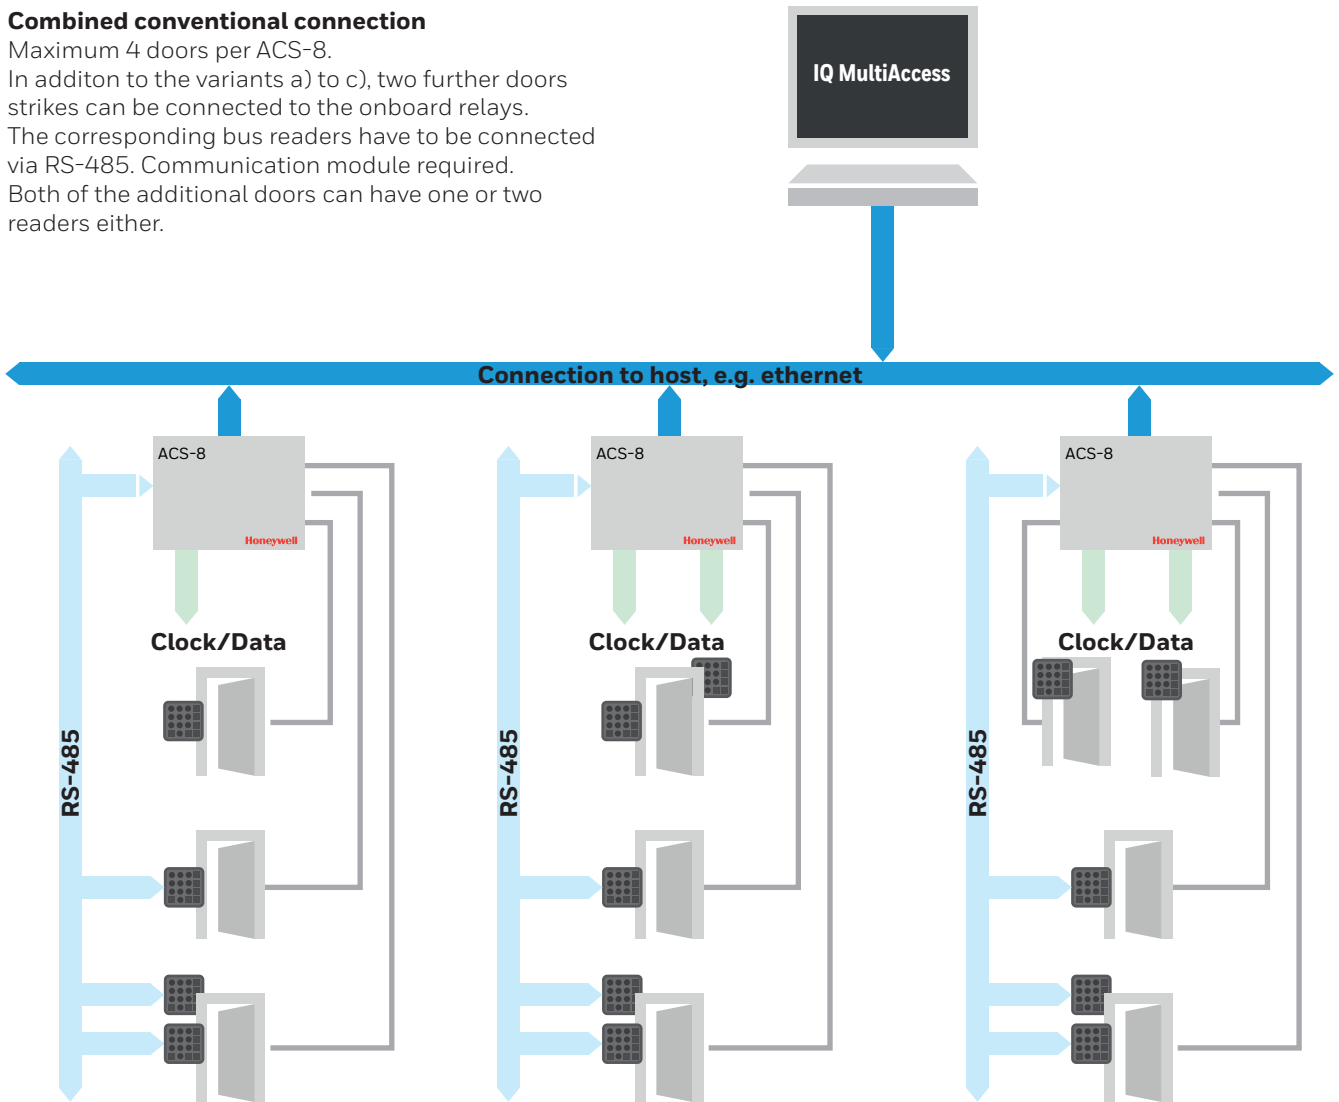 Combined conventional connection
Maximum 4 doors per ACS-8.
In additon to the variants a) to c), two further doors
strikes can be connected to the onboard relays.
The corresponding bus readers have to be connected
via RS-485. Communication module required.
Both of the additional doors can have one or two
readers either.
IQ MultiAccess
Connection to host, e.g. ethernet
ACS-8
Honeywell
Clock/Data
RS-485
ACS-8
Honeywell
Clock/Data
RS-485
ACS-8
Honeywell
Clock/Data
RS-485